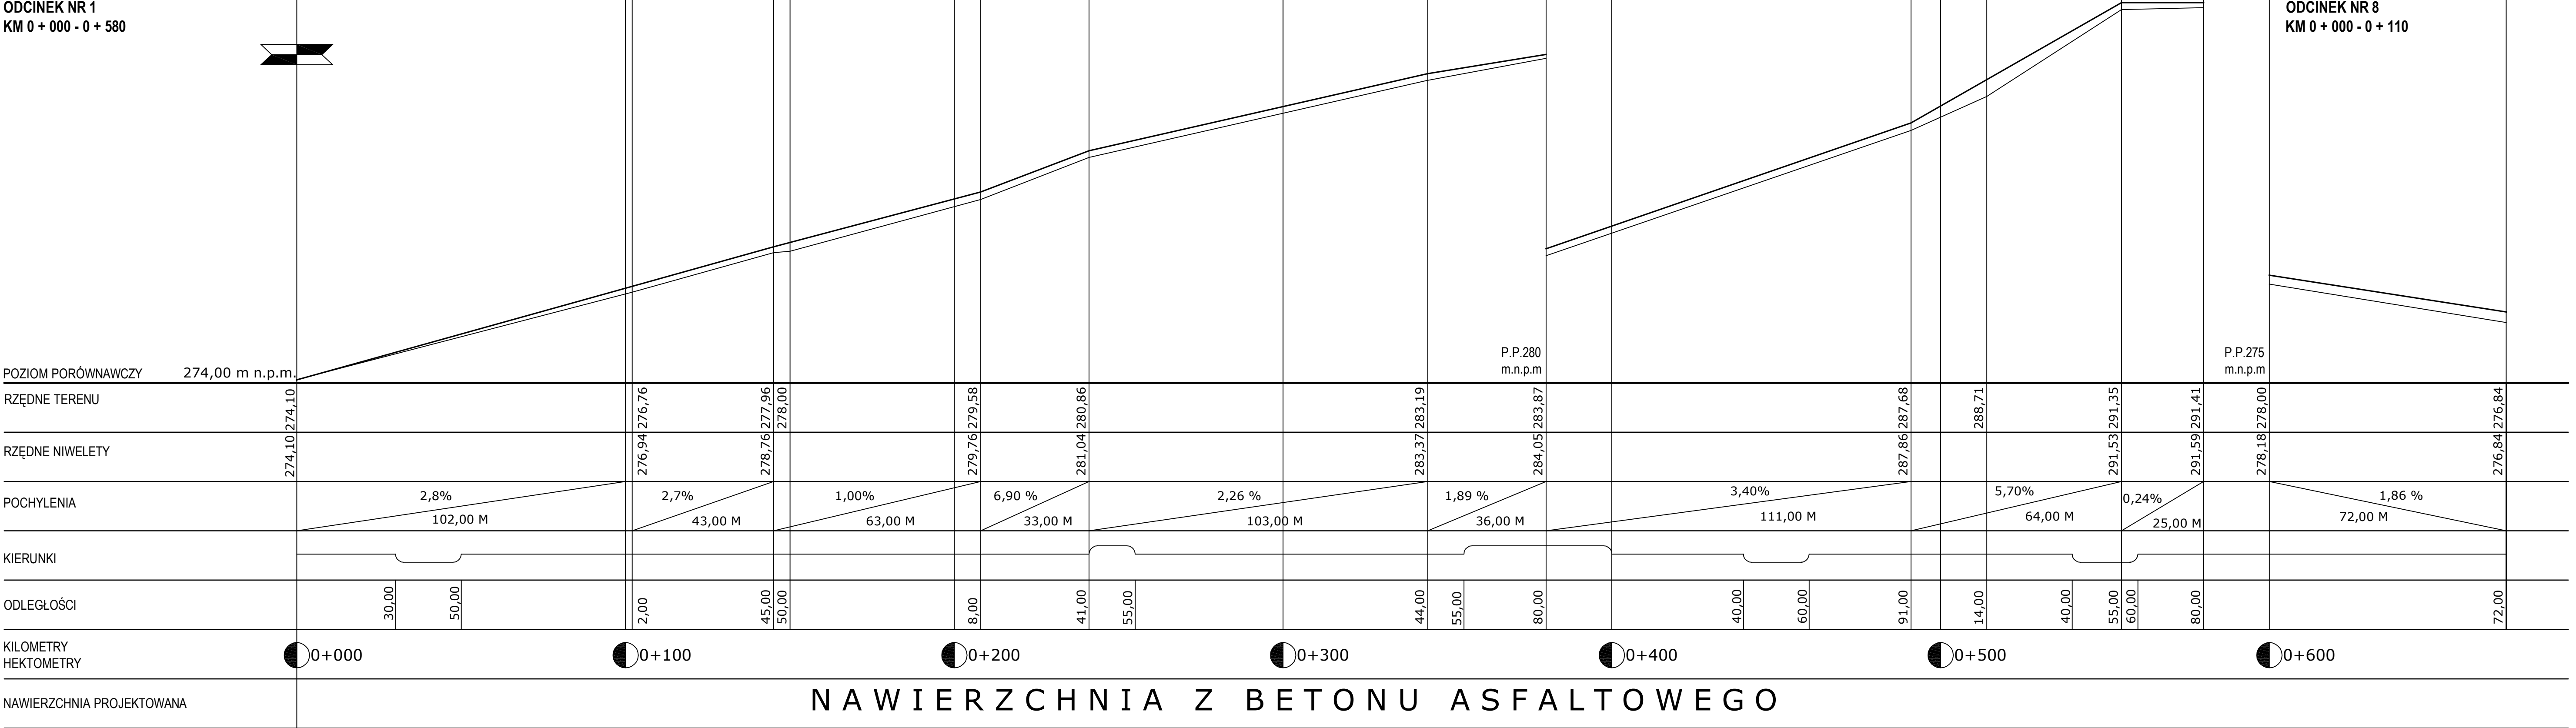 ODCINEK NR 1
KM 0 + 000 - 0 + 580
ODCINEK NR 8
KM 0 + 000 - 0 + 110
P.P.280
m.n.p.m
P.P.275
m.n.p.m
POZIOM PORÓWNAWCZY 274,00 m n.p.m.
RZĘDNE TERENU 274,10 276,76 277,96 278,00 279,58 280,86 283,19 283,87 287,68 288,71 291,35 291,41 278,00 276,84
RZĘDNE NIWELETY 274,10 276,94 278,76 279,76 281,04 283,37 284,05 287,86 291,53 291,59 278,18 276,84
POCHYLENIA
2,8% 2,7% 1,00% 6,90 % 2,26 % 1,89 % 3,40% 5,70% 0,24% 1,86 %
102,00 M 43,00 M 63,00 M 33,00 M 103,00 M 36,00 M 111,00 M 64,00 M 25,00 M 72,00 M
KIERUNKI
ODLEGŁOŚCI 30,00 50,00 2,00 45,00 50,00 8,00 41,00 55,00 44,00 55,00 80,00 40,00 60,00 91,00 14,00 40,00 55,00 60,00 80,00 72,00
KILOMETRY
HEKTOMETRY
0+000 0+100 0+200 0+300 0+400 0+500 0+600
NAWIERZCHNIA PROJEKTOWANA NAWIERZCHNIA Z BETONU ASFALTOWEGO